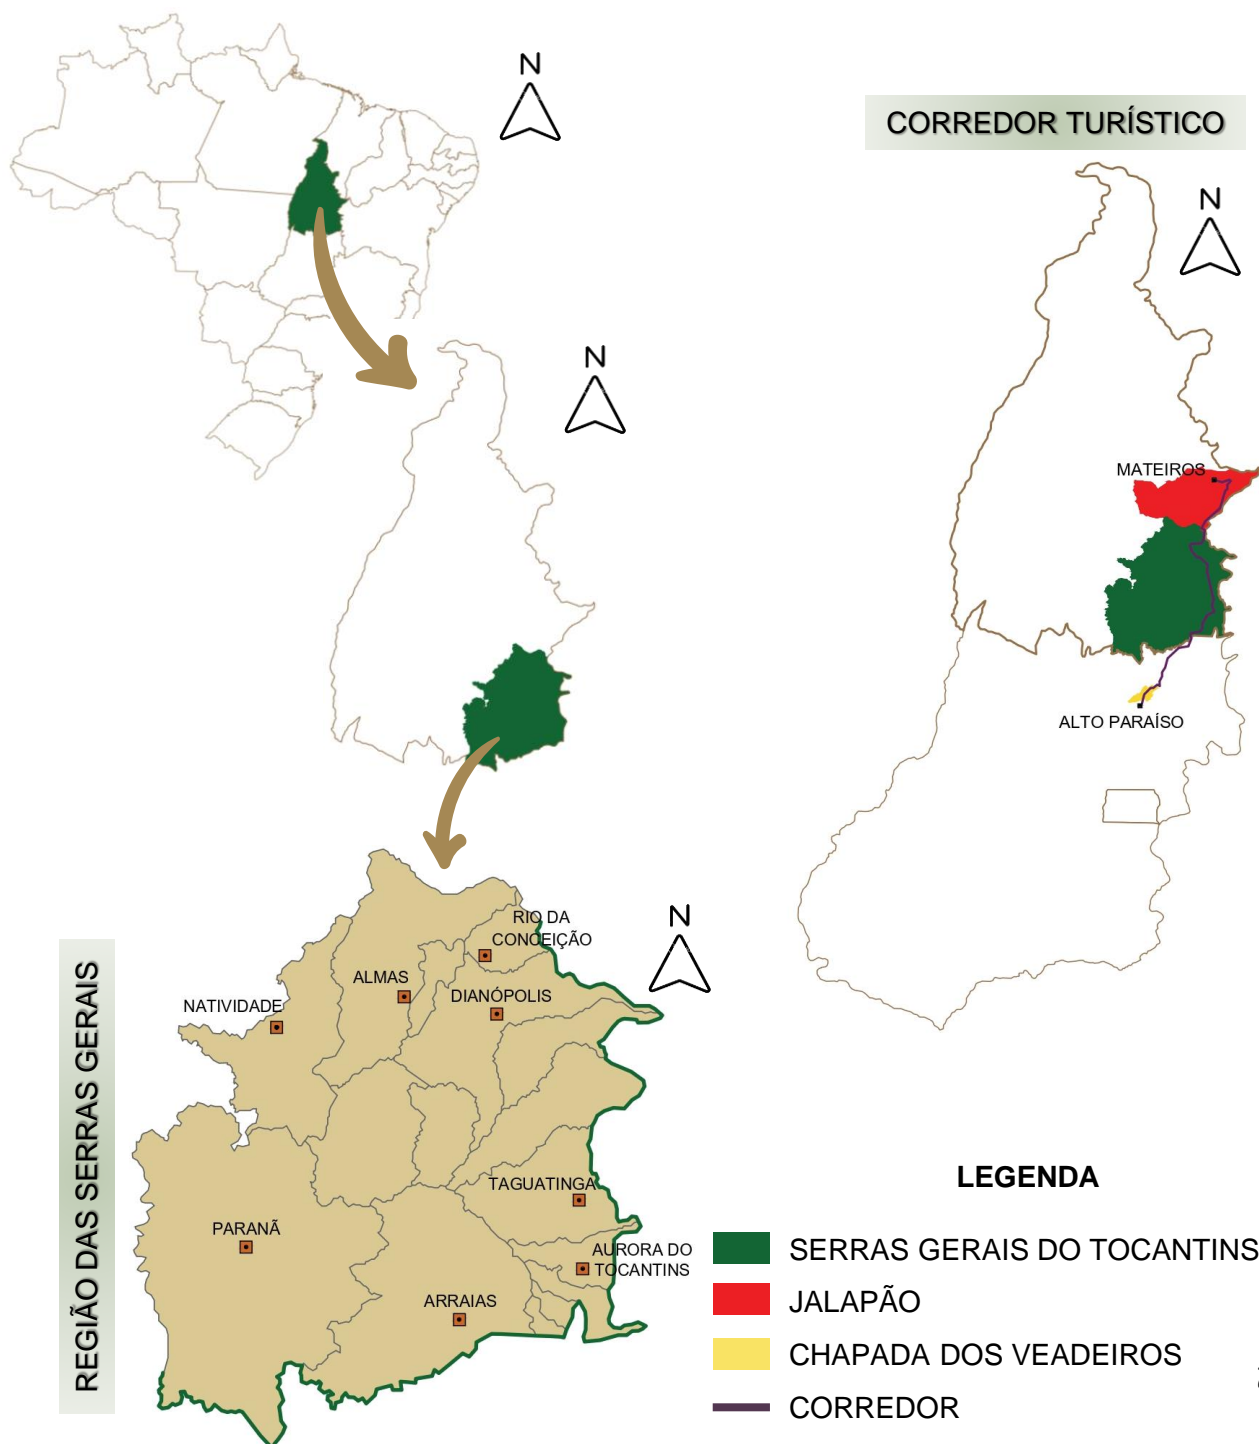 N
CORREDOR TURÍSTICO
N
N
MATEIROS
ALTO PARAÍSO
REGIÃO DAS SERRAS GERAIS
N
RIO DA
CONCEIÇÃO
ALMAS
DIANÓPOLIS
NATIVIDADE
TAGUATINGA
PARANÃ
AURORA DO
TOCANTINS
ARRAIAS
LEGENDA
SERRAS GERAIS DO TOCANTINS
JALAPÃO
CHAPADA DOS VEADEIROS
CORREDOR